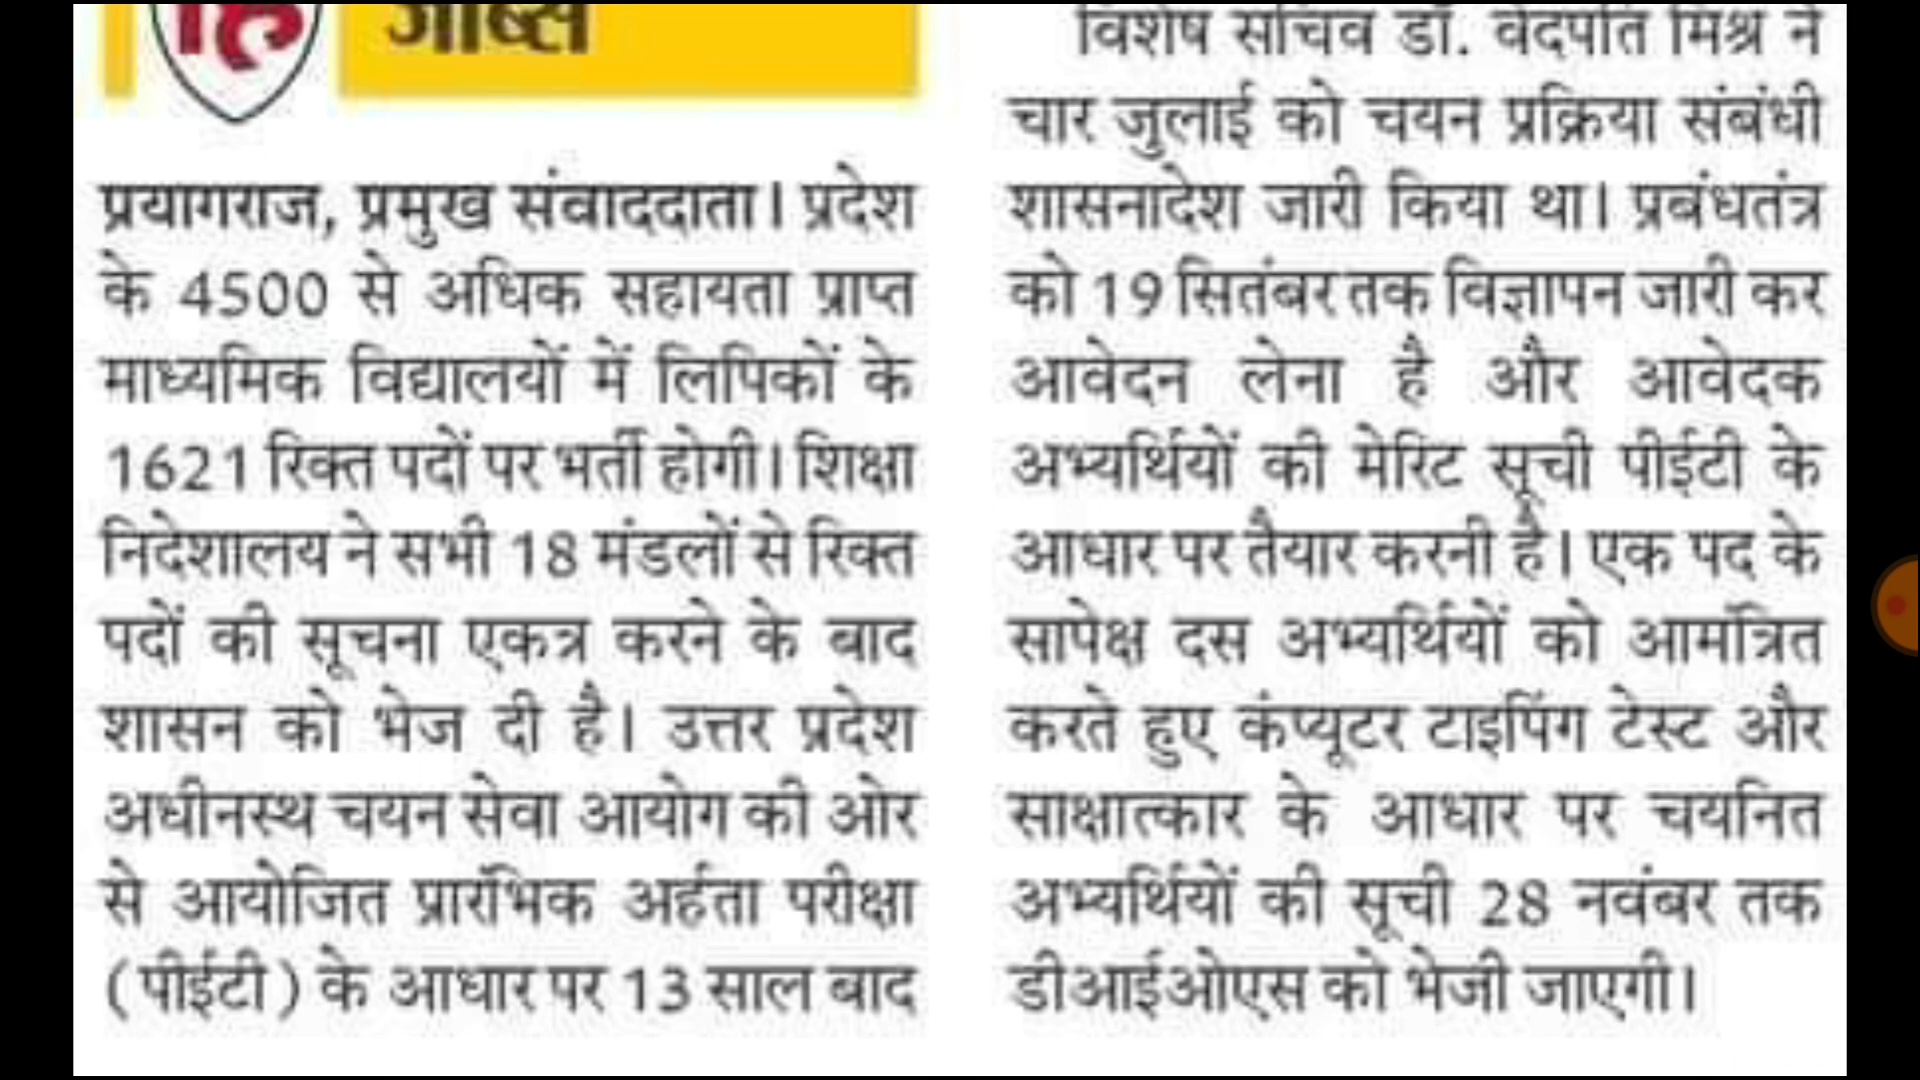 हि
जॉब्स
प्रयागराज, प्रमुख संवाददाता। प्रदेश
के 4500 से अधिक सहायता प्राप्त
माध्यमिक विद्यालयों में लिपिकों के
1621 रिक्त पदों पर भर्ती होगी। शिक्षा
निदेशालय ने सभी 18 मंडलों से रिक्त
पदों की सूचना एकत्र करने के बाद
शासन को भेज दी है। उत्तर प्रदेश
अधीनस्थ चयन सेवा आयोग की ओर
से आयोजित प्रारंभिक अर्हता परीक्षा
(पीईटी) के आधार पर 13 साल बाद
विशेष सचिव डॉ. वेदपति मिश्र ने
चार जुलाई को चयन प्रक्रिया संबंधी
शासनादेश जारी किया था। प्रबंधतंत्र
को 19 सितंबर तक विज्ञापन जारी कर
आवेदन लेना है और आवेदक
अभ्यर्थियों की मेरिट सूची पीईटी के
आधार पर तैयार करनी है। एक पद के
सापेक्ष दस अभ्यर्थियों को आमंत्रित
करते हुए कंप्यूटर टाइपिंग टेस्ट और
साक्षात्कार के आधार पर चयनित
अभ्यर्थियों की सूची 28 नवंबर तक
डीआईओएस को भेजी जाएगी।